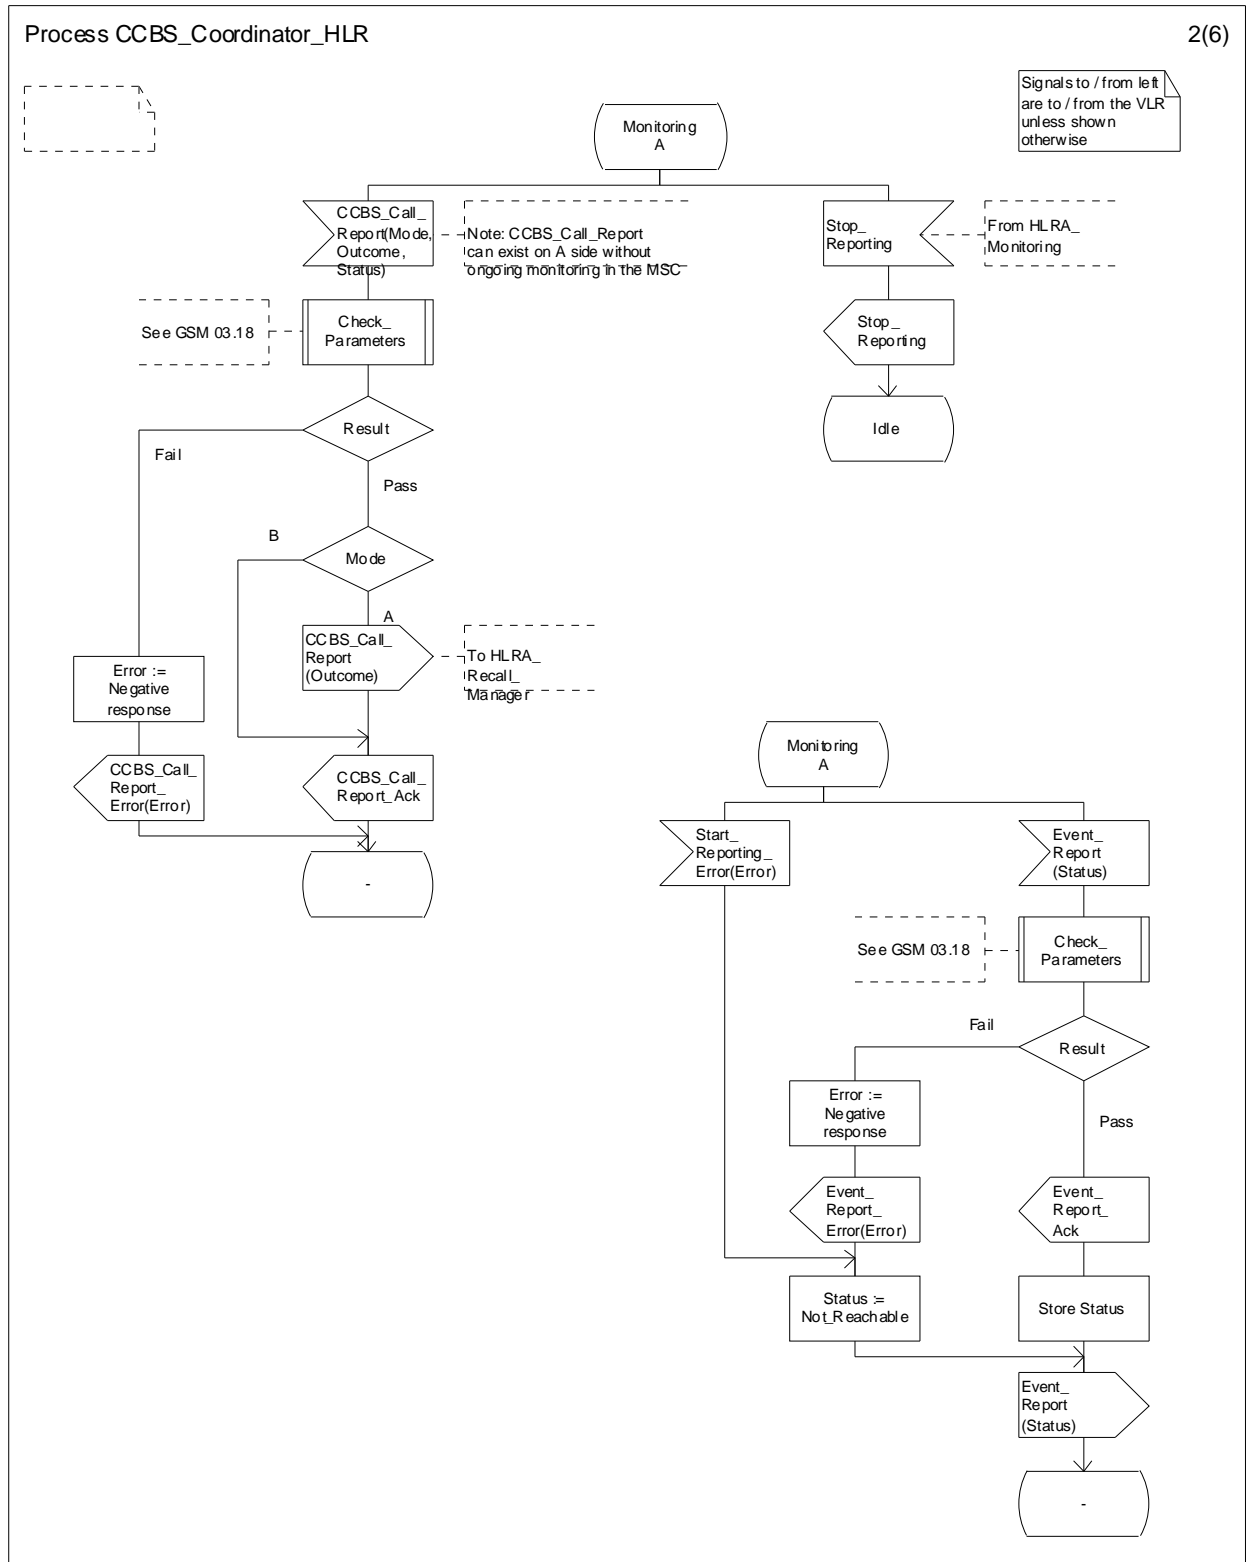 Process CCBS_Coordinator_HLR
2(6)
Signals to / from left
are to / from the VLR
unless shown
otherwise
Monitoring
A
CCBS_Call_
Report(Mode,
Outcome,
Status)
Note: CCBS_Call_Report
can exist on A side without
ongoing monitoring in the MSC
Stop_
Reporting
From HLRA_
Monitoring
See GSM 03.18
Check_
Parameters
Stop_
Reporting
Result
Idle
Fail
Pass
B
Mode
A
CCBS_Call_
Report
(Outcome)
To HLRA_
Recall_
Manager
Error :=
Negative
response
CCBS_Call_
Report_
Error(Error)
CCBS_Call_
Report_Ack
-
Monitoring
A
Start_
Reporting_
Error(Error)
Event_
Report
(Status)
See GSM 03.18
Check_
Parameters
Fail
Result
Error :=
Negative
response
Pass
Event_
Report_
Error(Error)
Event_
Report_
Ack
Status :=
Not_Reachable
Store Status
Event_
Report
(Status)
-